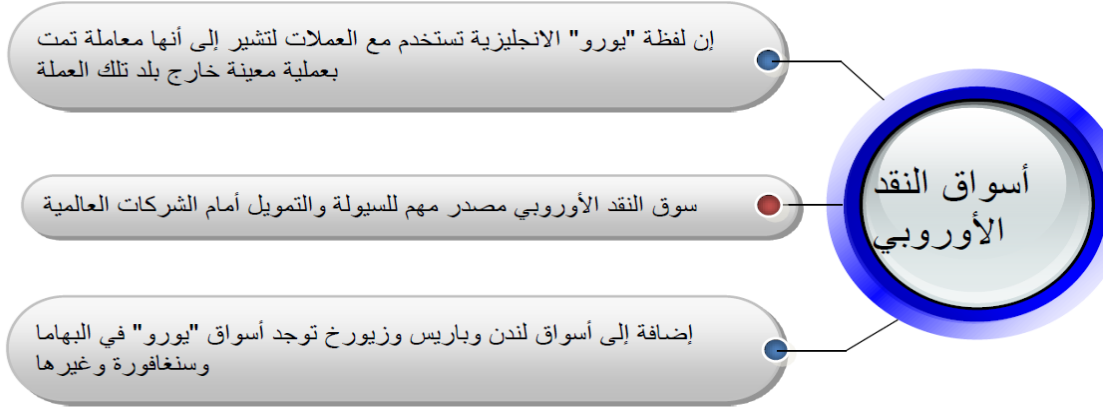 أسواق النقد
الأوروبي
إن لفظة "يورو" الانجليزية تستخدم مع العملات لتشير إلى أنها معاملة تمت
بعملية معينة خارج بلد تلك العملة
سوق النقد الأوروبي مصدر مهم للسيولة والتمويل أمام الشركات العالمية
إضافة إلى أسواق لندن وباريس وزيورخ توجد أسواق "يورو" في البهاما
وسنغافورة وغيرها